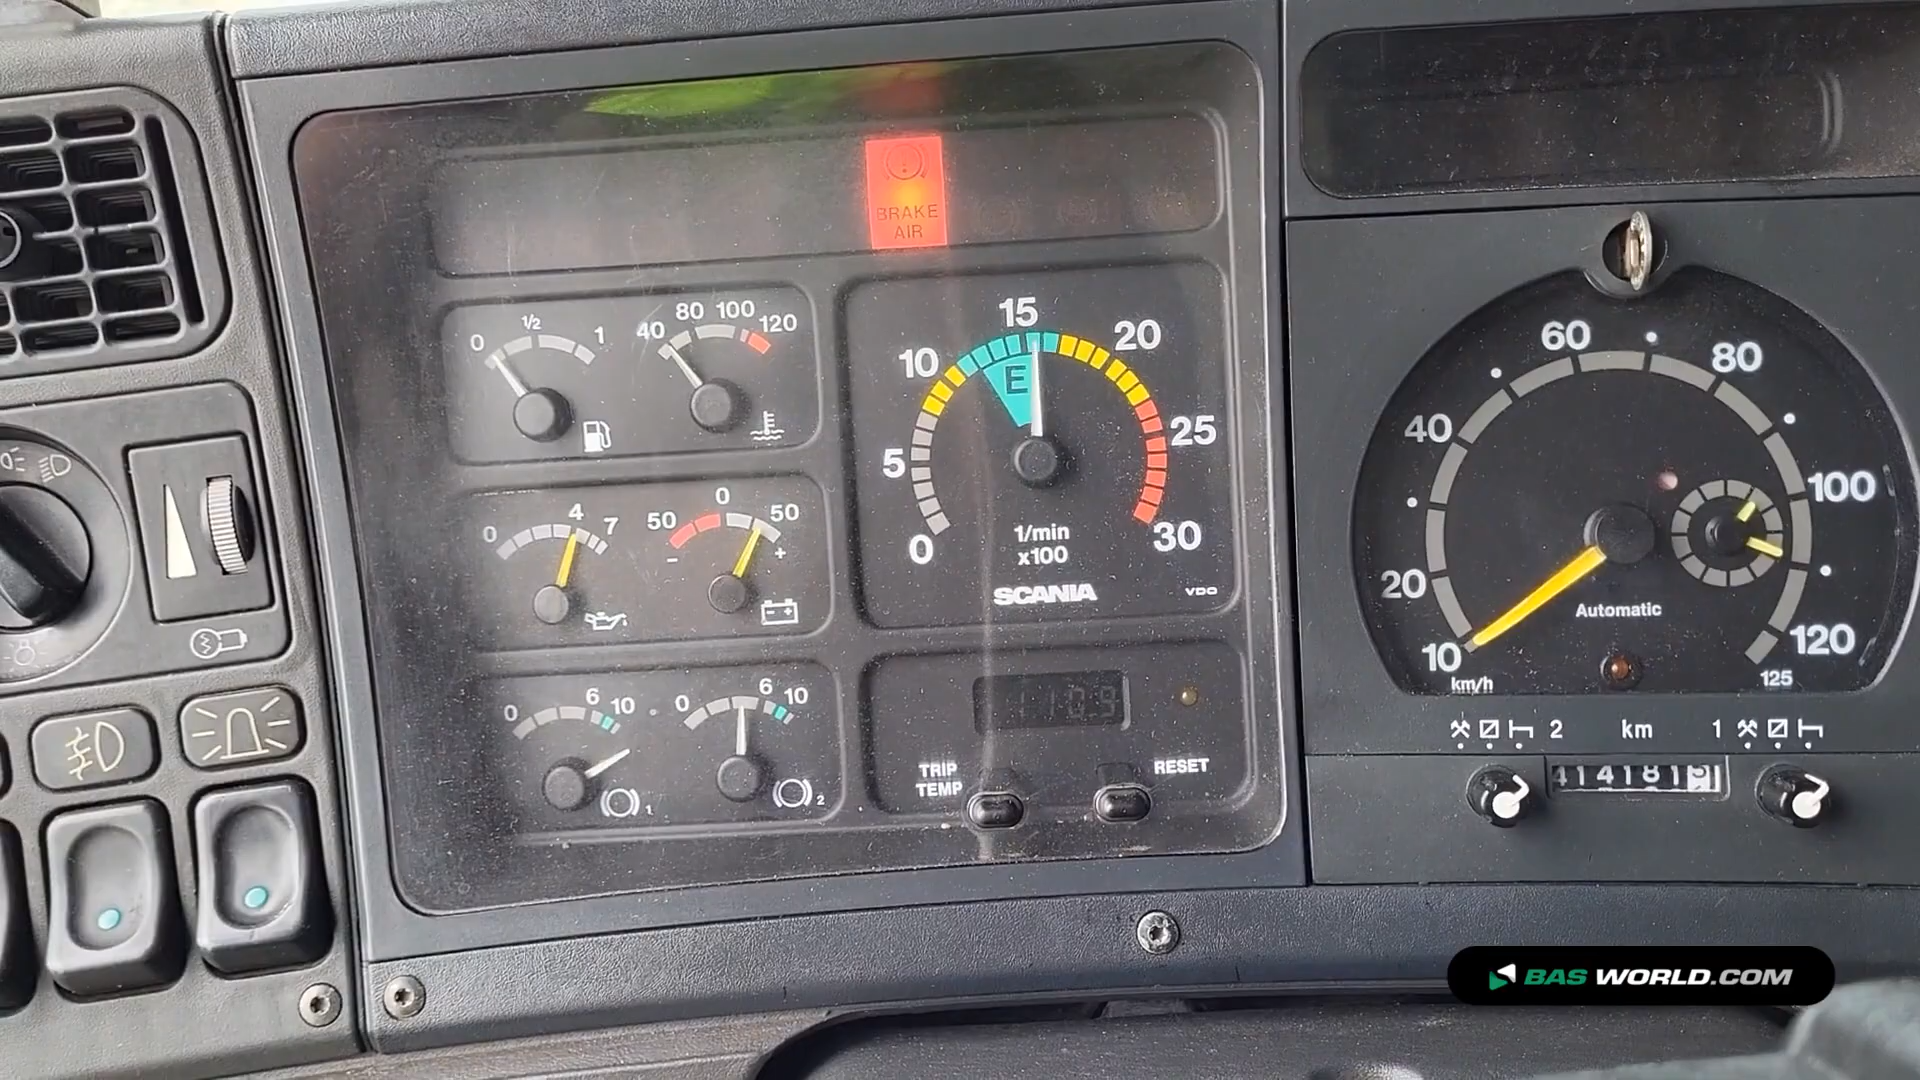 BRAKE
AIR
0 1/2 1
40 80 100 120
0 4 7
50 0 50
- +
0 6 10
1
0 6 10
2
0 5 10 15 20 25 30
E
1/min
x100
SCANIA
VDO
1109
TRIP
TEMP
RESET
10 20 40 60 80 100 120
125
km/h
Automatic
2 km 1
414181
BAS WORLD.COM